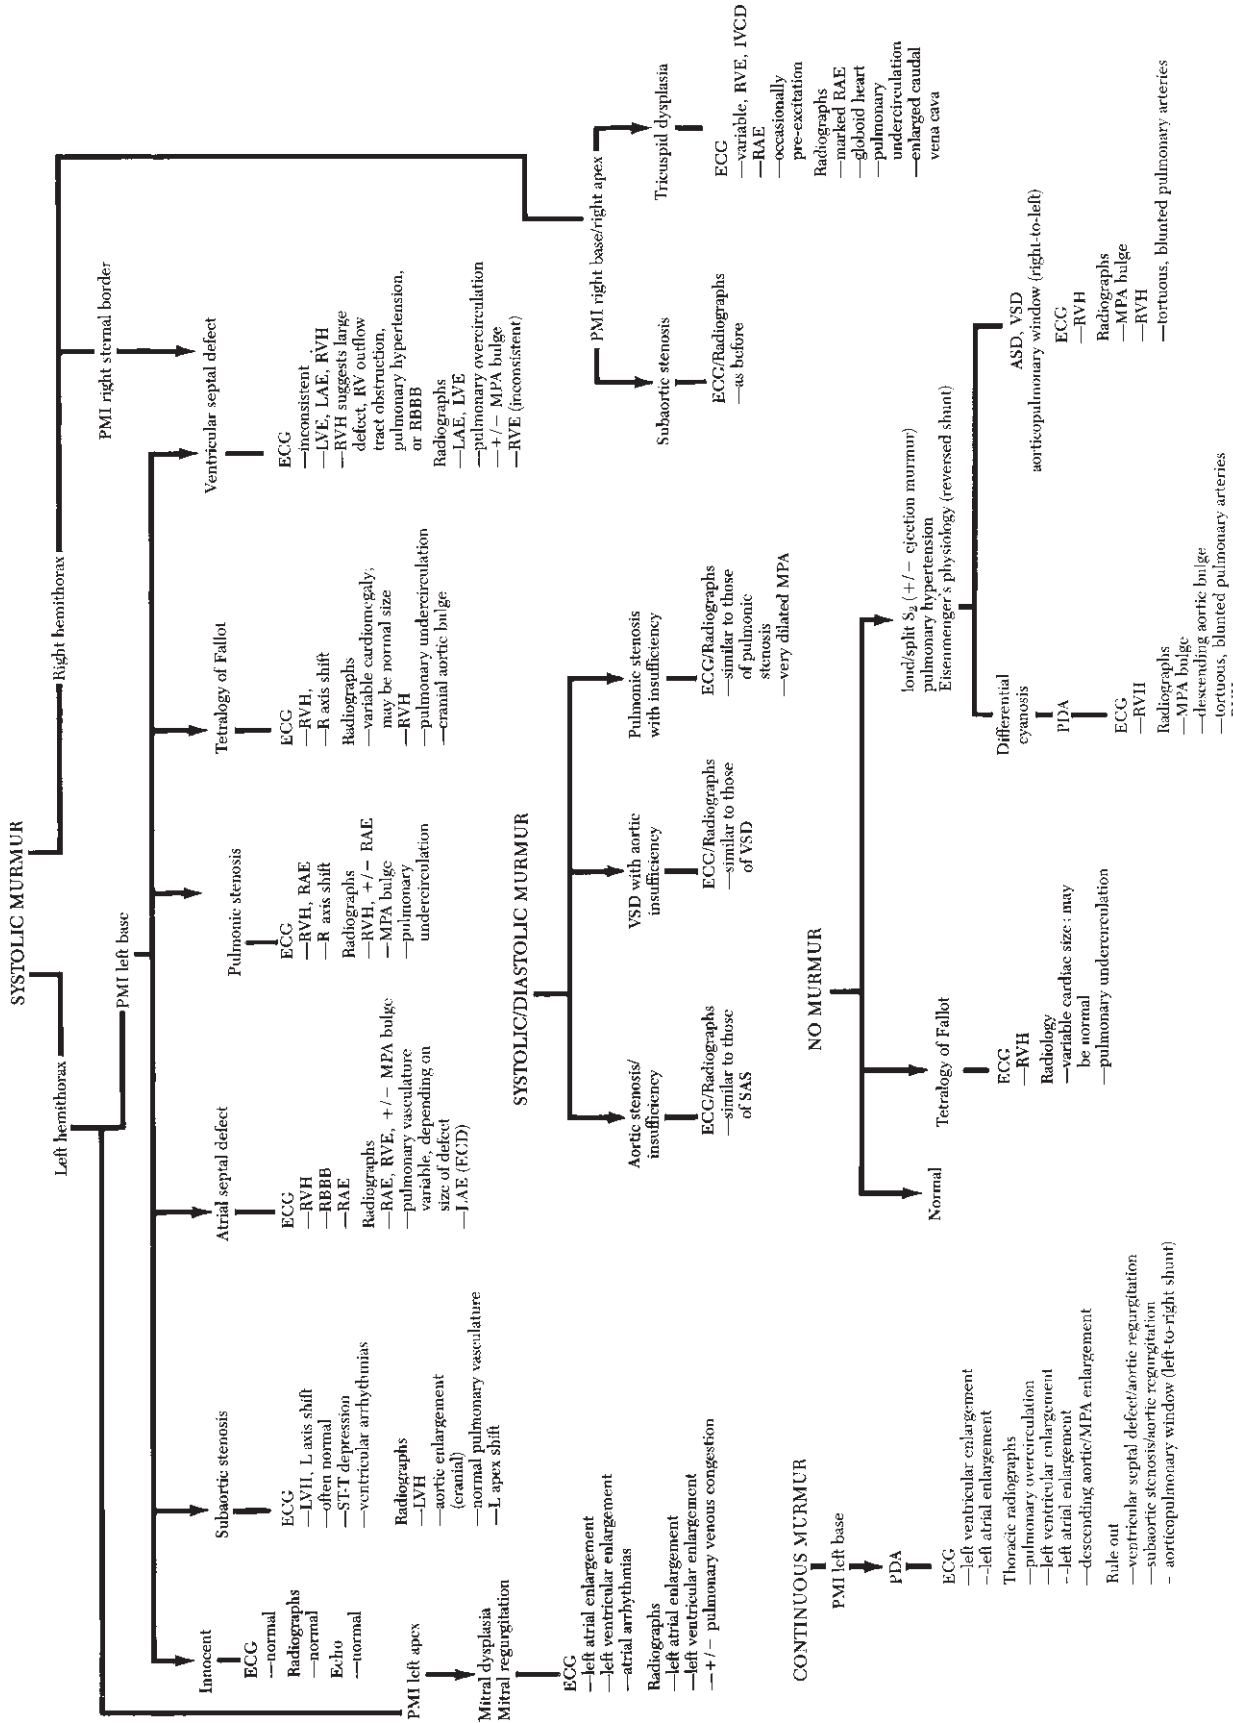 SYSTOLIC MURMUR
Left hemithorax
Right hemithorax
PMI left base
PMI right sternal border
Innocent
ECG
—normal
Radiographs
—normal
Echo
—normal
Subaortic stenosis
ECG
—LVH, L axis shift
—often normal
—ST-T depression
—ventricular arrhythmias
Radiographs
—LVH
—aortic enlargement
(cranial)
—normal pulmonary vasculature
—L apex shift
Atrial septal defect
ECG
—RVH
—RBBB
—RAE
Radiographs
—RAE, RVE, +/− MPA bulge
—pulmonary vasculature
variable, depending on
size of defect
—LAE (ECD)
Pulmonic stenosis
ECG
—RVH, RAE
—R axis shift
Radiographs
—RVH, +/− RAE
—MPA bulge
—pulmonary
undercirculation
Tetralogy of Fallot
ECG
—RVH,
—R axis shift
Radiographs
—variable cardiomegaly;
may be normal size
—RVH
—pulmonary undercirculation
—cranial aortic bulge
Ventricular septal defect
ECG
—inconsistent
—LVE, LAE, RVH
—RVH suggests large
defect, RV outflow
tract obstruction,
pulmonary hypertension,
or RBBB
Radiographs
—LAE, LVE
—pulmonary overcirculation
—+/− MPA bulge
—RVE (inconsistent)
PMI left apex
Mitral dysplasia
Mitral regurgitation
ECG
—left atrial enlargement
—left ventricular enlargement
—atrial arrhythmias
Radiographs
—left atrial enlargement
—left ventricular enlargement
—+/− pulmonary venous congestion
PMI right base/right apex
Subaortic stenosis
ECG/Radiographs
—as before
Tricuspid dysplasia
ECG
—variable, RVE, IVCD
—RAE
—occasionally
pre-excitation
Radiographs
—marked RAE
—globoid heart
—pulmonary
undercirculation
—enlarged caudal
vena cava
SYSTOLIC/DIASTOLIC MURMUR
Aortic stenosis/
insufficiency
ECG/Radiographs
—similar to those
of SAS
VSD with aortic
insufficiency
ECG/Radiographs
—similar to those
of VSD
Pulmonic stenosis
with insufficiency
ECG/Radiographs
—similar to those
of pulmonic
stenosis
—very dilated MPA
CONTINUOUS MURMUR
PMI left base
PDA
ECG
—left ventricular enlargement
—left atrial enlargement
Thoracic radiographs
—pulmonary overcirculation
—left ventricular enlargement
—left atrial enlargement
—descending aortic/MPA enlargement
Rule out
—ventricular septal defect/aortic regurgitation
—subaortic stenosis/aortic regurgitation
– aorticopulmonary window (left-to-right shunt)
NO MURMUR
Normal
Tetralogy of Fallot
ECG
—RVH
Radiology
—variable cardiac size; may
be normal
—pulmonary undercirculation
loud/split S₂ (+/− ejection murmur)
pulmonary hypertension
Eisenmenger's physiology (reversed shunt)
Differential
cyanosis
PDA
ECG
—RVH
Radiographs
—MPA bulge
—descending aortic bulge
—tortuous, blunted pulmonary arteries
ASD, VSD
aorticopulmonary window (right-to-left)
ECG
—RVH
Radiographs
—MPA bulge
—RVH
—tortuous, blunted pulmonary arteries